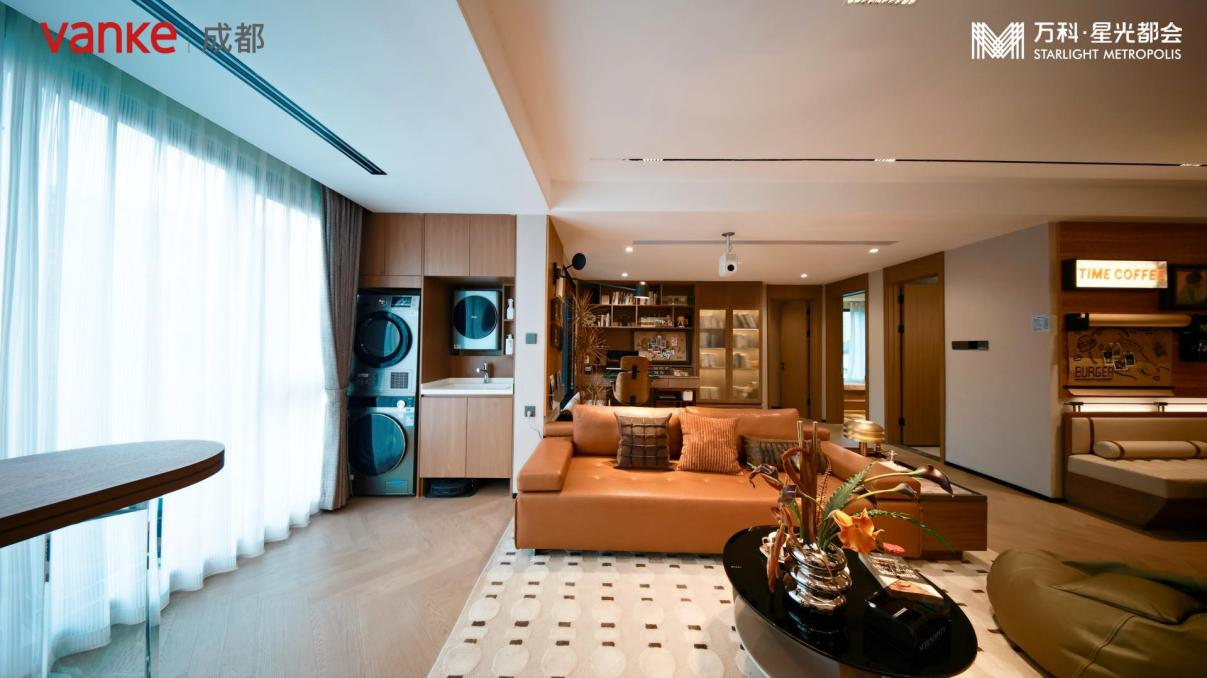 vanke 成都
万科·星光都会
STARLIGHT METROPOLIS
TIME COFFEE
BURGER